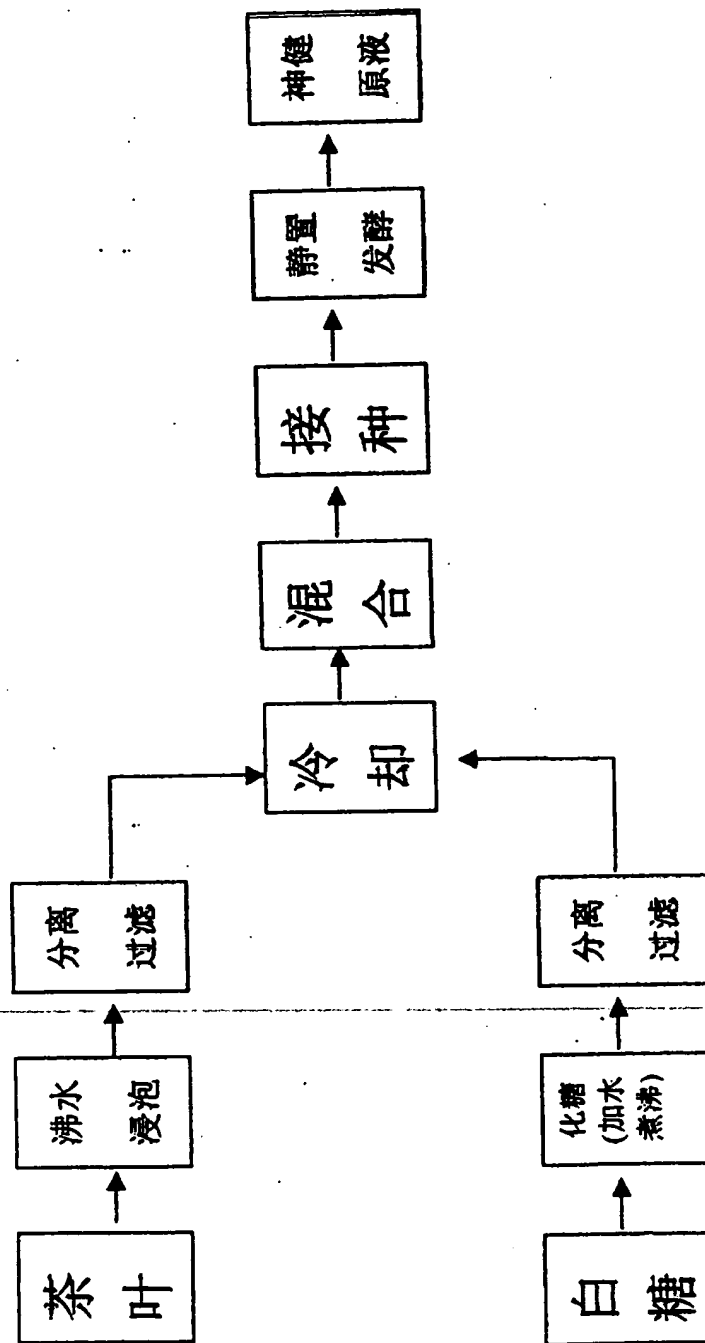 茶叶
沸水
浸泡
分离
过滤
白糖
化糖
(加水
煮沸)
分离
过滤
冷却
混合
接种
静置
发酵
神健
原液